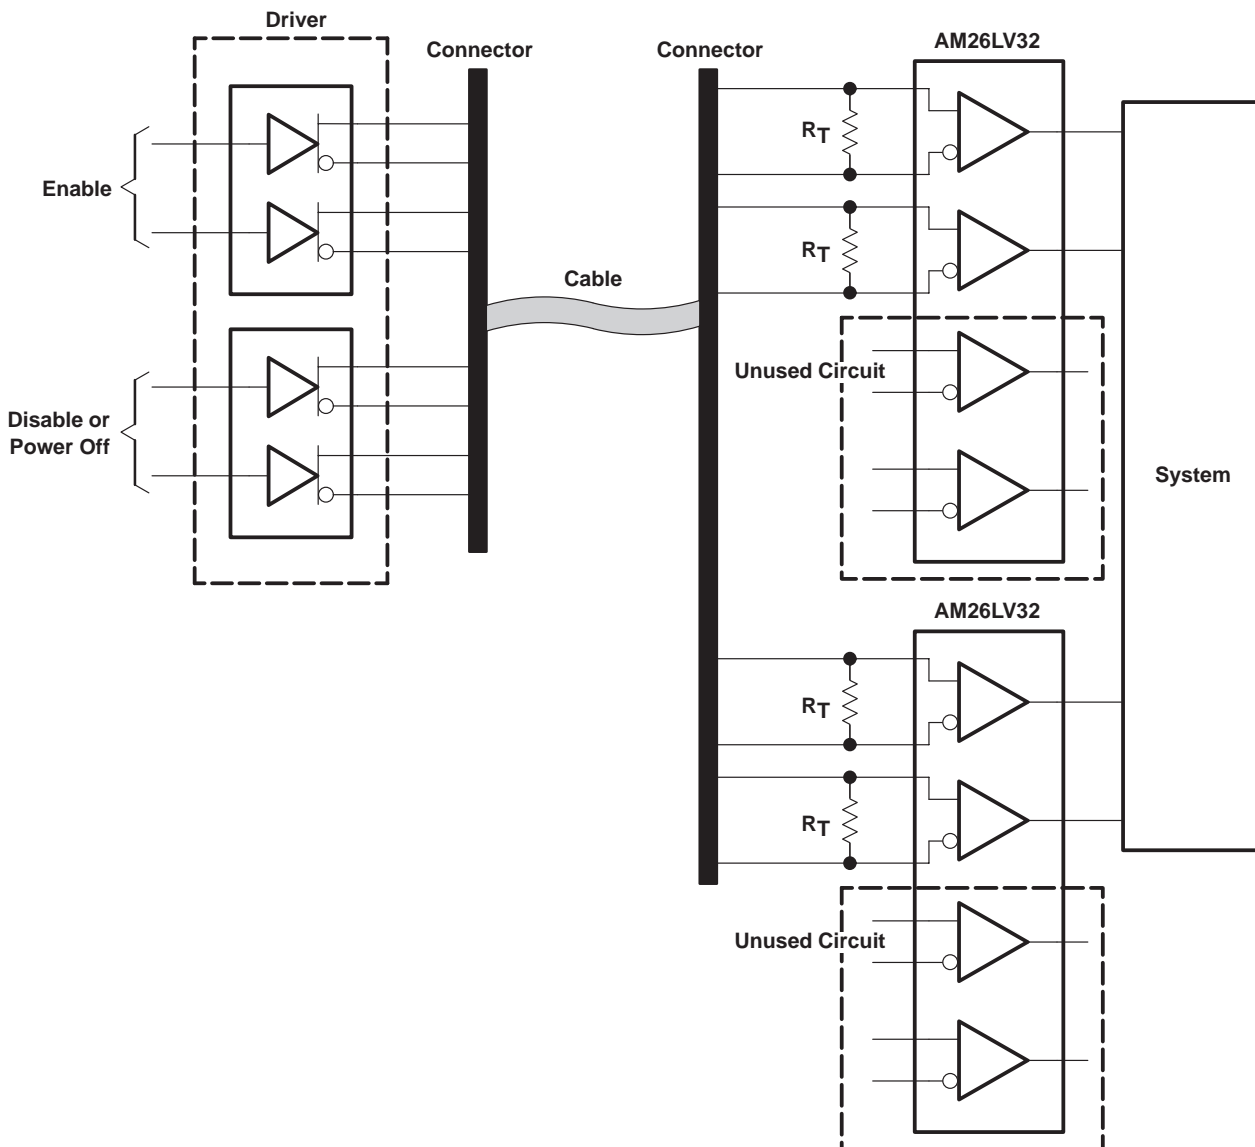 Driver
Connector
Connector
AM26LV32
RT
Enable
RT
Cable
Unused Circuit
Disable or
Power Off
System
AM26LV32
RT
RT
Unused Circuit